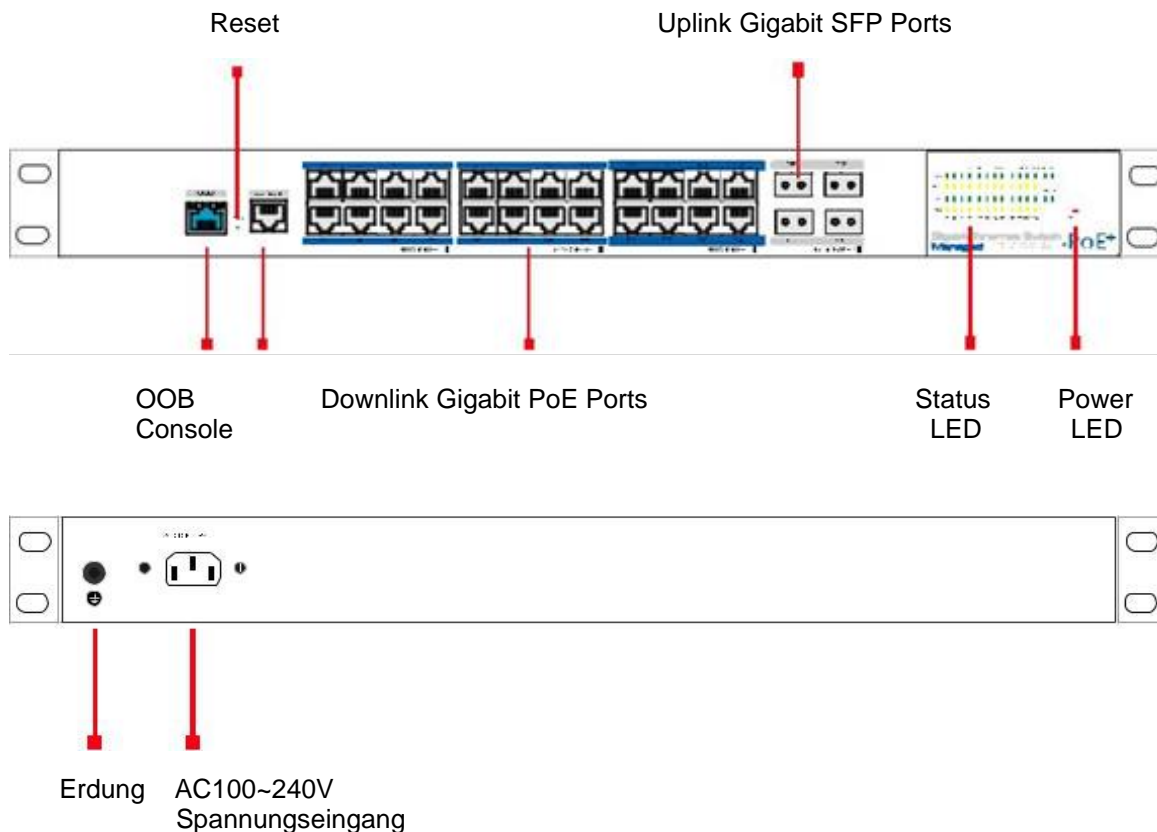 Reset
Uplink Gigabit SFP Ports
Managed
PoE+
OOB
Console
Downlink Gigabit PoE Ports
Status
LED
Power
LED
Erdung
AC100~240V
Spannungseingang